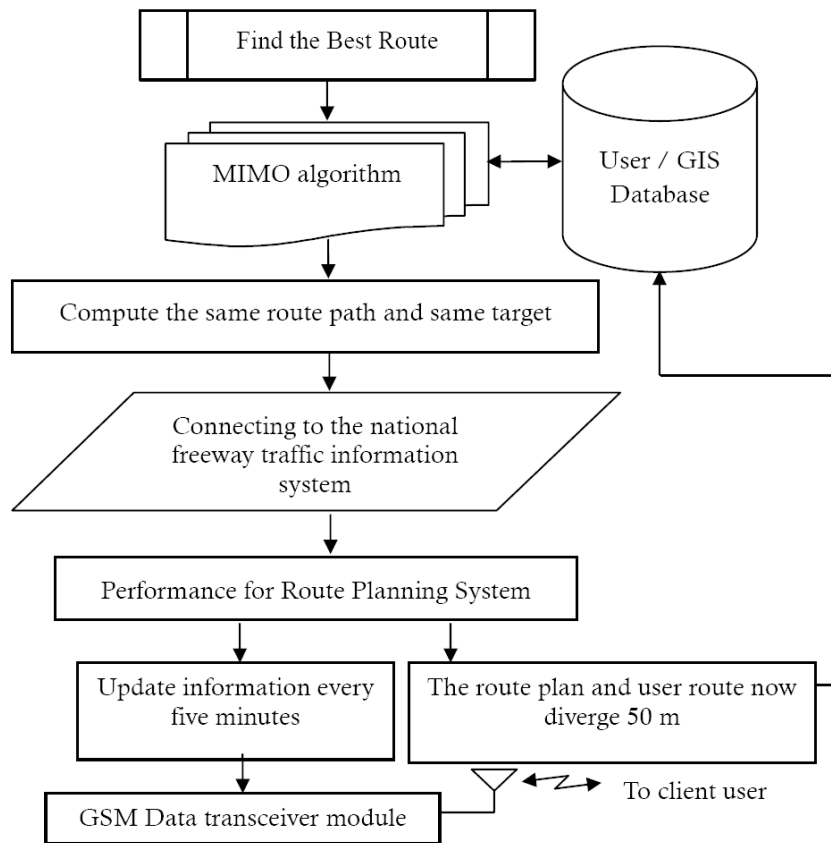 Find the Best Route
MIMO algorithm
User / GIS
Database
Compute the same route path and same target
Connecting to the national
freeway traffic information
system
Performance for Route Planning System
Update information every
five minutes
The route plan and user route now
diverge 50 m
GSM Data transceiver module
To client user